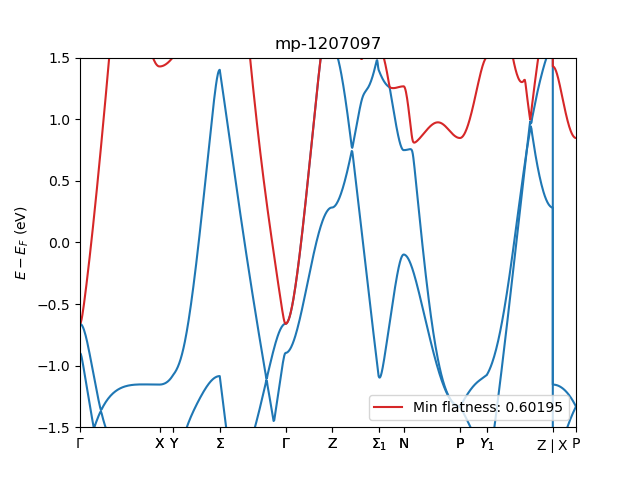 mp-1207097
E − E_F (eV)
1.5
1.0
0.5
0.0
−0.5
−1.0
−1.5
Min flatness: 0.60195
Γ X Y Σ Γ Z Σ₁ N P Y₁ Z | X P